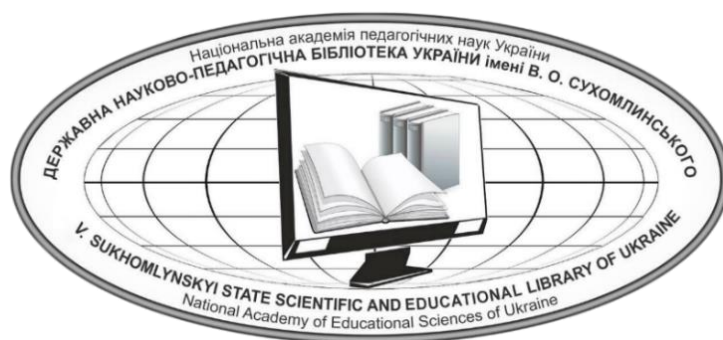 Національна академія педагогічних наук України
ДЕРЖАВНА НАУКОВО-ПЕДАГОГІЧНА БІБЛІОТЕКА УКРАЇНИ імені В. О. СУХОМЛИНСЬКОГО
V. SUKHOMLYNSKYI STATE SCIENTIFIC AND EDUCATIONAL LIBRARY OF UKRAINE
National Academy of Educational Sciences of Ukraine